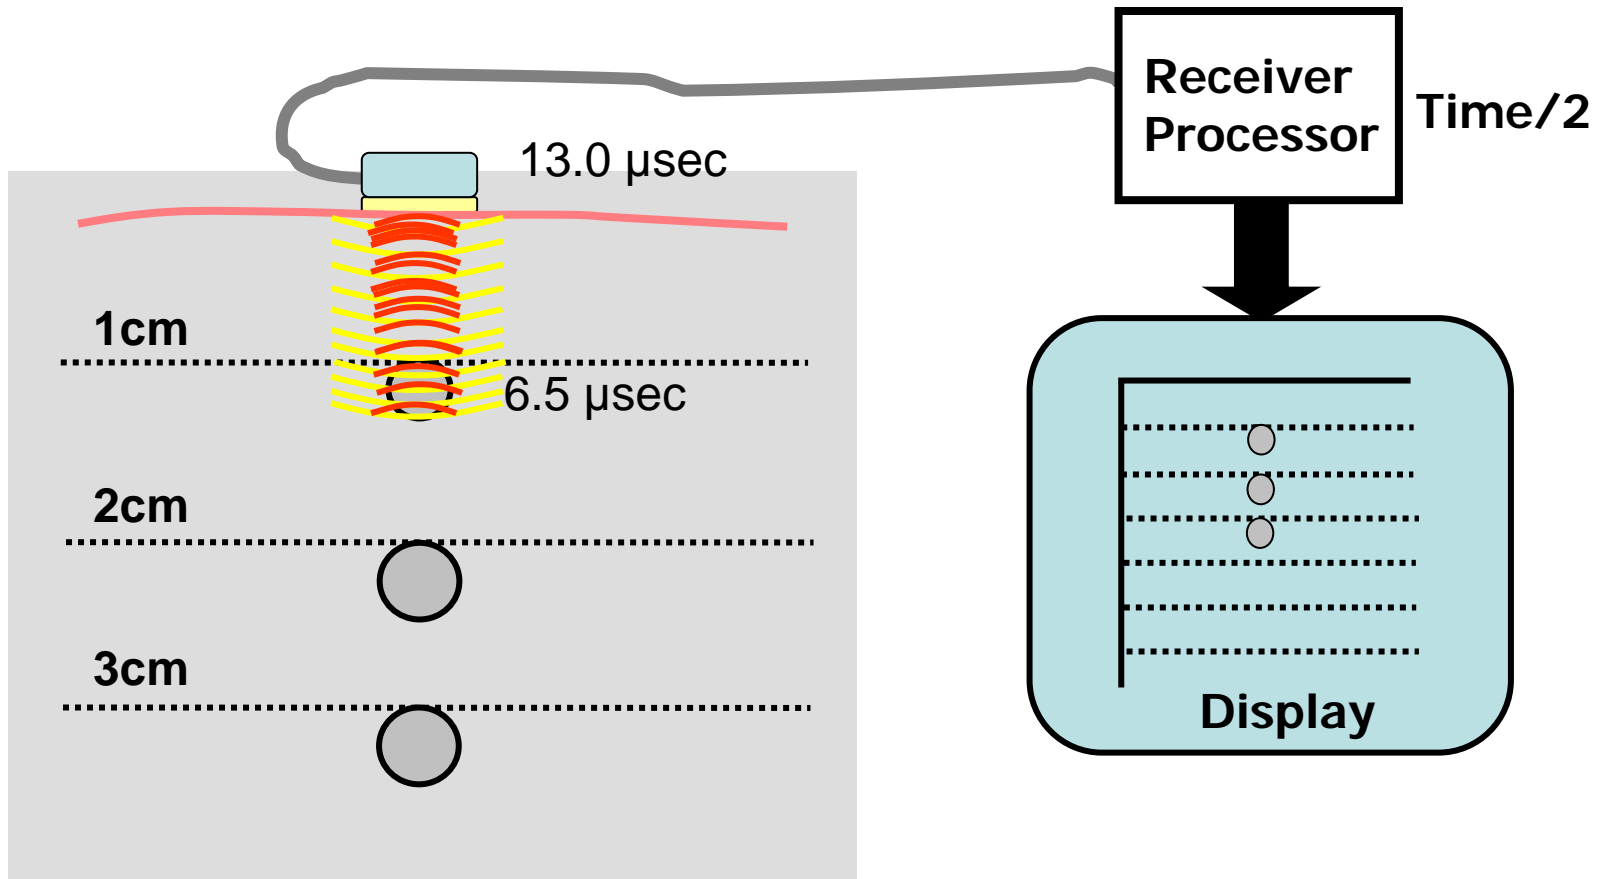 Receiver
Processor
Time/2
13.0 µsec
1cm
6.5 µsec
2cm
3cm
Display